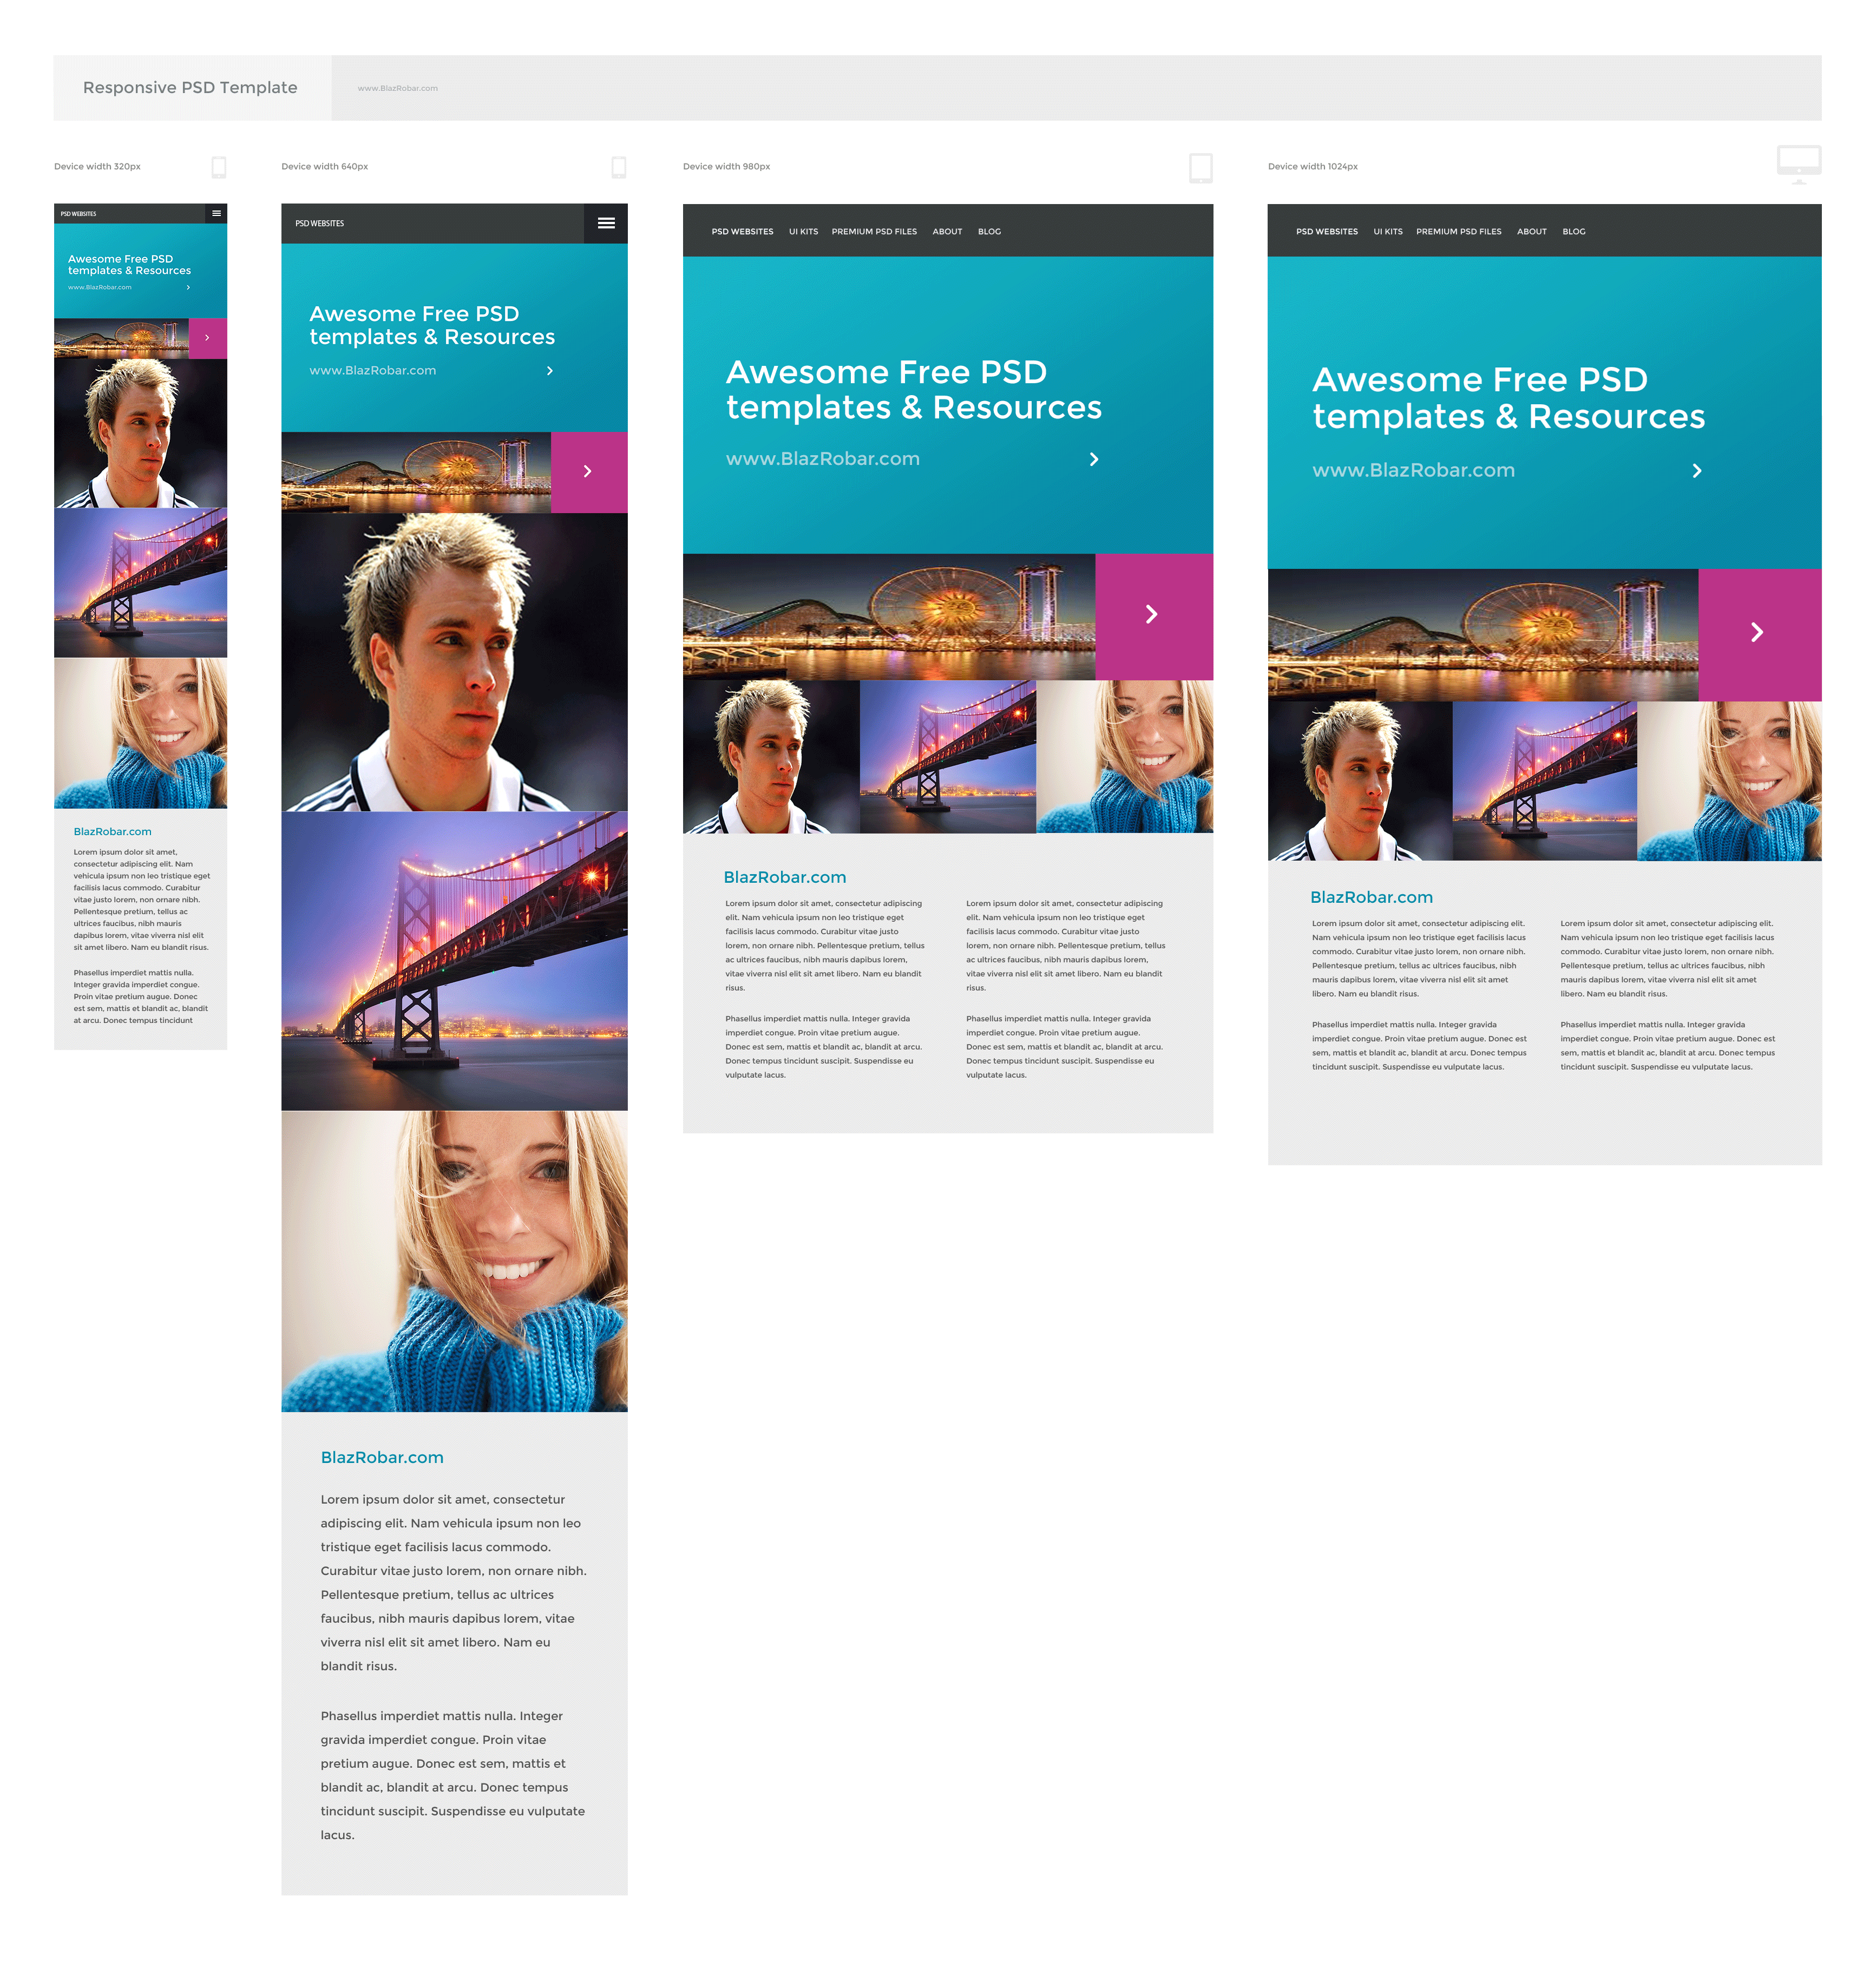 Responsive PSD Template
www.BlazRobar.com
Device width 320px
PSD WEBSITES
Awesome Free PSD
templates & Resources
www.BlazRobar.com
BlazRobar.com
Lorem ipsum dolor sit amet,
consectetur adipiscing elit. Nam
vehicula ipsum non leo tristique eget
facilisis lacus commodo. Curabitur
vitae justo lorem, non ornare nibh.
Pellentesque pretium, tellus ac
ultrices faucibus, nibh mauris
dapibus lorem, vitae viverra nisl elit
sit amet libero. Nam eu blandit risus.
Phasellus imperdiet mattis nulla.
Integer gravida imperdiet congue.
Proin vitae pretium augue. Donec
est sem, mattis et blandit ac, blandit
at arcu. Donec tempus tincidunt
Device width 640px
PSD WEBSITES
Awesome Free PSD
templates & Resources
www.BlazRobar.com
BlazRobar.com
Lorem ipsum dolor sit amet, consectetur
adipiscing elit. Nam vehicula ipsum non leo
tristique eget facilisis lacus commodo.
Curabitur vitae justo lorem, non ornare nibh.
Pellentesque pretium, tellus ac ultrices
faucibus, nibh mauris dapibus lorem, vitae
viverra nisl elit sit amet libero. Nam eu
blandit risus.
Phasellus imperdiet mattis nulla. Integer
gravida imperdiet congue. Proin vitae
pretium augue. Donec est sem, mattis et
blandit ac, blandit at arcu. Donec tempus
tincidunt suscipit. Suspendisse eu vulputate
lacus.
Device width 980px
PSD WEBSITES UI KITS PREMIUM PSD FILES ABOUT BLOG
Awesome Free PSD
templates & Resources
www.BlazRobar.com
BlazRobar.com
Lorem ipsum dolor sit amet, consectetur adipiscing
elit. Nam vehicula ipsum non leo tristique eget
facilisis lacus commodo. Curabitur vitae justo
lorem, non ornare nibh. Pellentesque pretium, tellus
ac ultrices faucibus, nibh mauris dapibus lorem,
vitae viverra nisl elit sit amet libero. Nam eu blandit
risus.
Phasellus imperdiet mattis nulla. Integer gravida
imperdiet congue. Proin vitae pretium augue.
Donec est sem, mattis et blandit ac, blandit at arcu.
Donec tempus tincidunt suscipit. Suspendisse eu
vulputate lacus.
Lorem ipsum dolor sit amet, consectetur adipiscing
elit. Nam vehicula ipsum non leo tristique eget
facilisis lacus commodo. Curabitur vitae justo
lorem, non ornare nibh. Pellentesque pretium, tellus
ac ultrices faucibus, nibh mauris dapibus lorem,
vitae viverra nisl elit sit amet libero. Nam eu blandit
risus.
Phasellus imperdiet mattis nulla. Integer gravida
imperdiet congue. Proin vitae pretium augue.
Donec est sem, mattis et blandit ac, blandit at arcu.
Donec tempus tincidunt suscipit. Suspendisse eu
vulputate lacus.
Device width 1024px
PSD WEBSITES UI KITS PREMIUM PSD FILES ABOUT BLOG
Awesome Free PSD
templates & Resources
www.BlazRobar.com
BlazRobar.com
Lorem ipsum dolor sit amet, consectetur adipiscing elit.
Nam vehicula ipsum non leo tristique eget facilisis lacus
commodo. Curabitur vitae justo lorem, non ornare nibh.
Pellentesque pretium, tellus ac ultrices faucibus, nibh
mauris dapibus lorem, vitae viverra nisl elit sit amet
libero. Nam eu blandit risus.
Phasellus imperdiet mattis nulla. Integer gravida
imperdiet congue. Proin vitae pretium augue. Donec est
sem, mattis et blandit ac, blandit at arcu. Donec tempus
tincidunt suscipit. Suspendisse eu vulputate lacus.
Lorem ipsum dolor sit amet, consectetur adipiscing elit.
Nam vehicula ipsum non leo tristique eget facilisis lacus
commodo. Curabitur vitae justo lorem, non ornare nibh.
Pellentesque pretium, tellus ac ultrices faucibus, nibh
mauris dapibus lorem, vitae viverra nisl elit sit amet
libero. Nam eu blandit risus.
Phasellus imperdiet mattis nulla. Integer gravida
imperdiet congue. Proin vitae pretium augue. Donec est
sem, mattis et blandit ac, blandit at arcu. Donec tempus
tincidunt suscipit. Suspendisse eu vulputate lacus.